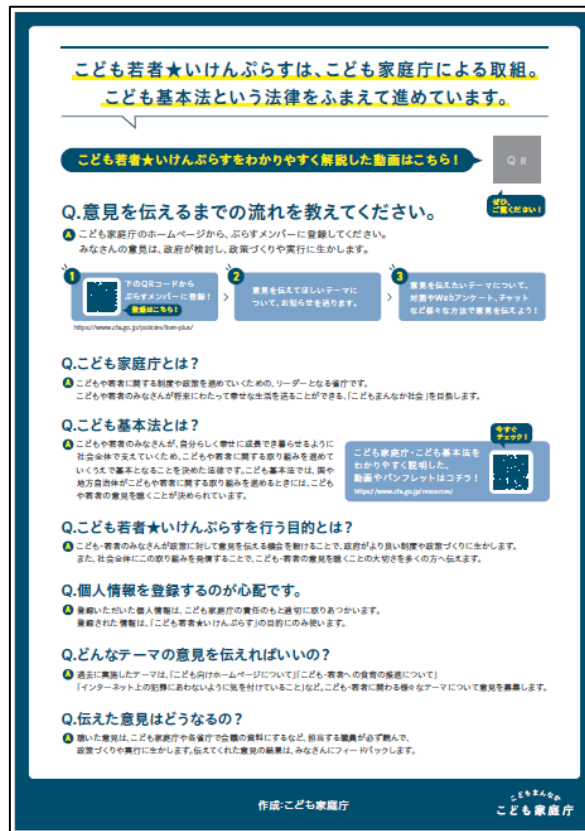 こども若者★いけんぷらすは、こども家庭庁による取組。
こども基本法という法律をふまえて進めています。
こども若者★いけんぷらすをわかりやすく解説した動画はこちら！
QR
ぜひ、
ご覧ください！
Q.意見を伝えるまでの流れを教えてください。
A こども家庭庁のホームページから、ぷらすメンバーに登録してください。
みなさんの意見は、政府が検討し、政策づくりや実行に生かします。
1
下のQRコードから
ぷらすメンバーに登録！
登録はこちら！
https://www.cfa.go.jp/policies/iken-plus/
2
意見を伝えてほしいテーマに
ついて、お知らせを送ります。
3
意見を伝えたいテーマについて、
対面やWebアンケート、チャット
など様々な方法で意見を伝えよう！
Q.こども家庭庁とは？
A こどもや若者に関する制度や政策を進めていくための、リーダーとなる省庁です。
こどもや若者のみなさんが将来にわたって幸せな生活を送ることができる、「こどもまんなか社会」を目指します。
Q.こども基本法とは？
A こどもや若者のみなさんが、自分らしく幸せに成長でき暮らせるように
社会全体で支えていくため、こどもや若者に関する取り組みを進めて
いくうえで基本となることを決めた法律です。こども基本法では、国や
地方自治体がこどもや若者に関する取り組みを進めるときには、こども
や若者の意見を聴くことが決められています。
今すぐ
チェック！
こども家庭庁・こども基本法を
わかりやすく説明した、
動画やパンフレットはコチラ！
https://www.cfa.go.jp/resources/
Q.こども若者★いけんぷらすを行う目的とは？
A こども・若者のみなさんが政策に対して意見を伝える機会を設けることで、政府がより良い制度や政策づくりに生かします。
また、社会全体にこの取り組みを発信することで、こども・若者の意見を聴くことの大切さを多くの方へ伝えます。
Q.個人情報を登録するのが心配です。
A 登録いただいた個人情報は、こども家庭庁の責任のもと適切に取りあつかいます。
登録された情報は、「こども若者★いけんぷらす」の目的にのみ使います。
Q.どんなテーマの意見を伝えればいいの？
A 過去に実施したテーマは、「こども向けホームページについて」「こども・若者への食育の推進について」
「インターネット上の犯罪にあわないように気を付けていること」など。こども・若者に関わる様々なテーマについて意見を募集します。
Q.伝えた意見はどうなるの？
A 聴いた意見は、こども家庭庁や各省庁で会議の資料にするなど、担当する職員が必ず読んで、
政策づくりや実行に生かします。伝えてくれた意見の結果は、みなさんにフィードバックします。
作成：こども家庭庁
こどもまんなか
こども家庭庁